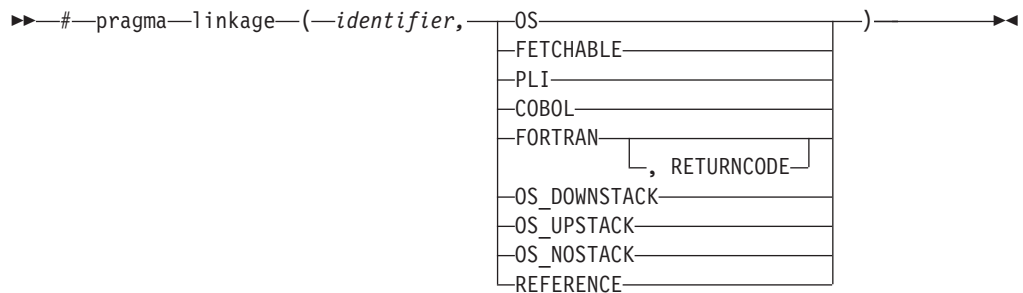 # pragma linkage ( identifier, OS )
FETCHABLE
PLI
COBOL
FORTRAN
, RETURNCODE
OS_DOWNSTACK
OS_UPSTACK
OS_NOSTACK
REFERENCE